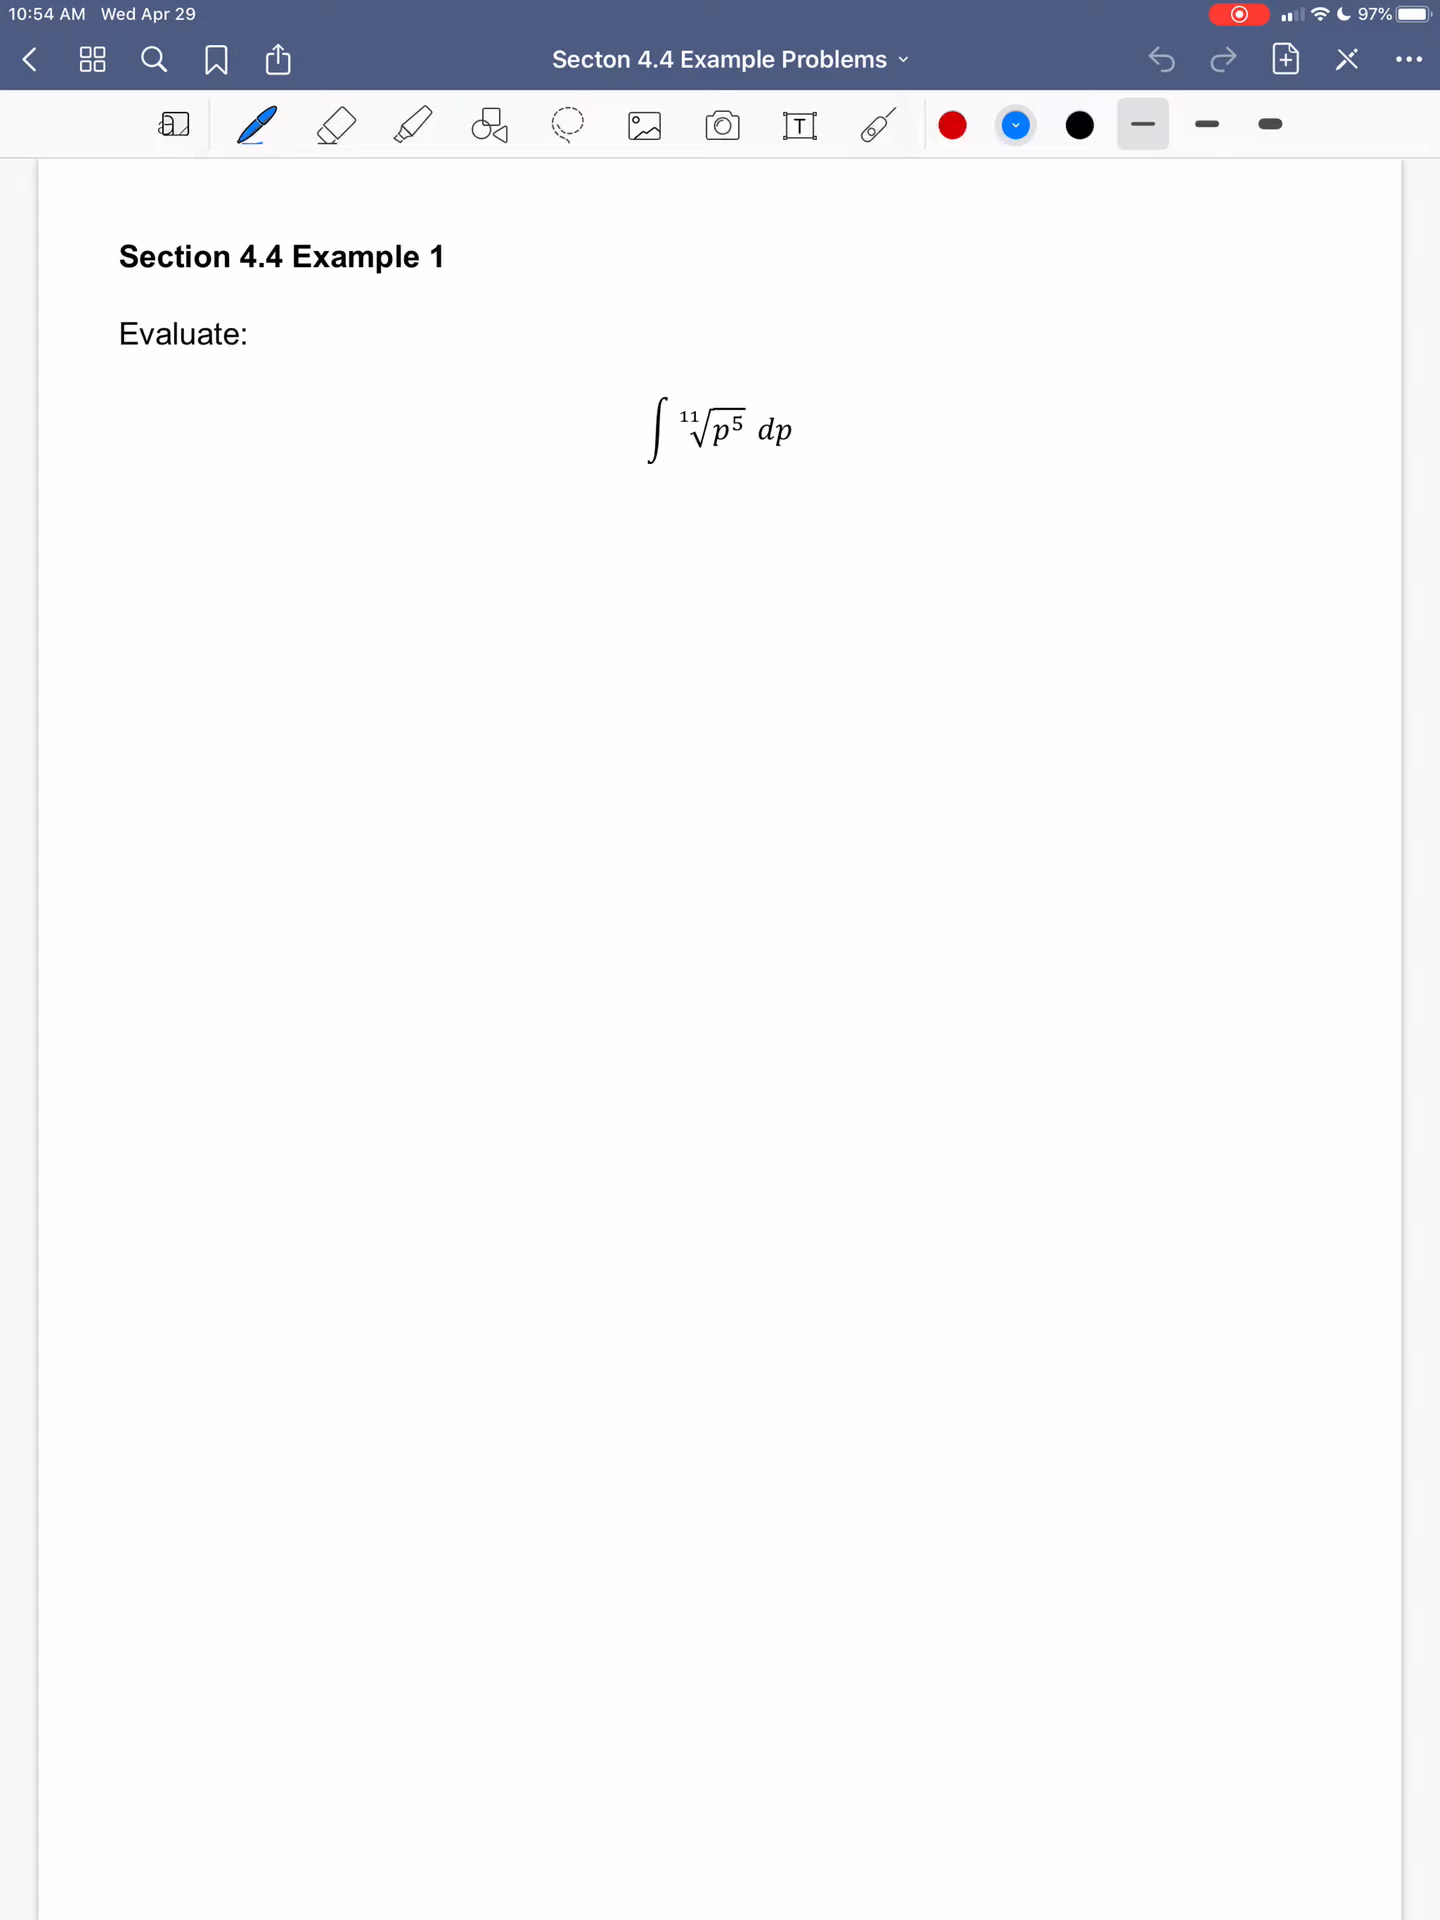 10:54 AM Wed Apr 29
97%
Secton 4.4 Example Problems
T
Section 4.4 Example 1
Evaluate:
∫ ¹¹√p⁵ dp